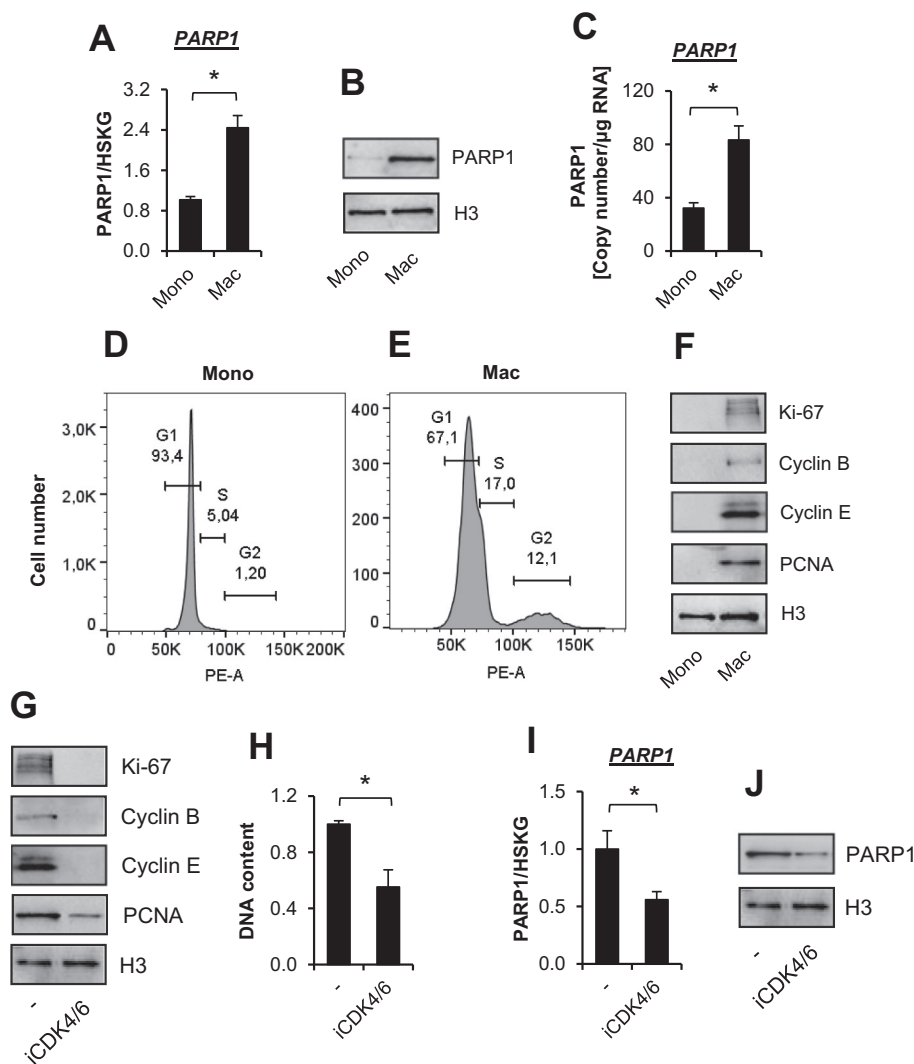 A
PARP1
*
PARP1/HSKG
3.2
2.4
1.6
0.8
0.0
Mono
Mac
B
PARP1
H3
Mono
Mac
C
PARP1
*
PARP1
[Copy number/µg RNA]
120
80
40
0
Mono
Mac
D
Mono
Cell number
3,0K
2,0K
1,0K
0
G1
93,4
S
5,04
G2
1,20
0 50K 100K 150K 200K
PE-A
E
Mac
400
300
200
100
0
G1
67,1
S
17,0
G2
12,1
50K 100K 150K
PE-A
F
Ki-67
Cyclin B
Cyclin E
PCNA
H3
Mono
Mac
G
Ki-67
Cyclin B
Cyclin E
PCNA
H3
-
iCDK4/6
H
*
DNA content
1.2
0.8
0.4
0.0
-
iCDK4/6
I
PARP1
*
PARP1/HSKG
1.5
1.0
0.5
0.0
-
iCDK4/6
J
PARP1
H3
-
iCDK4/6